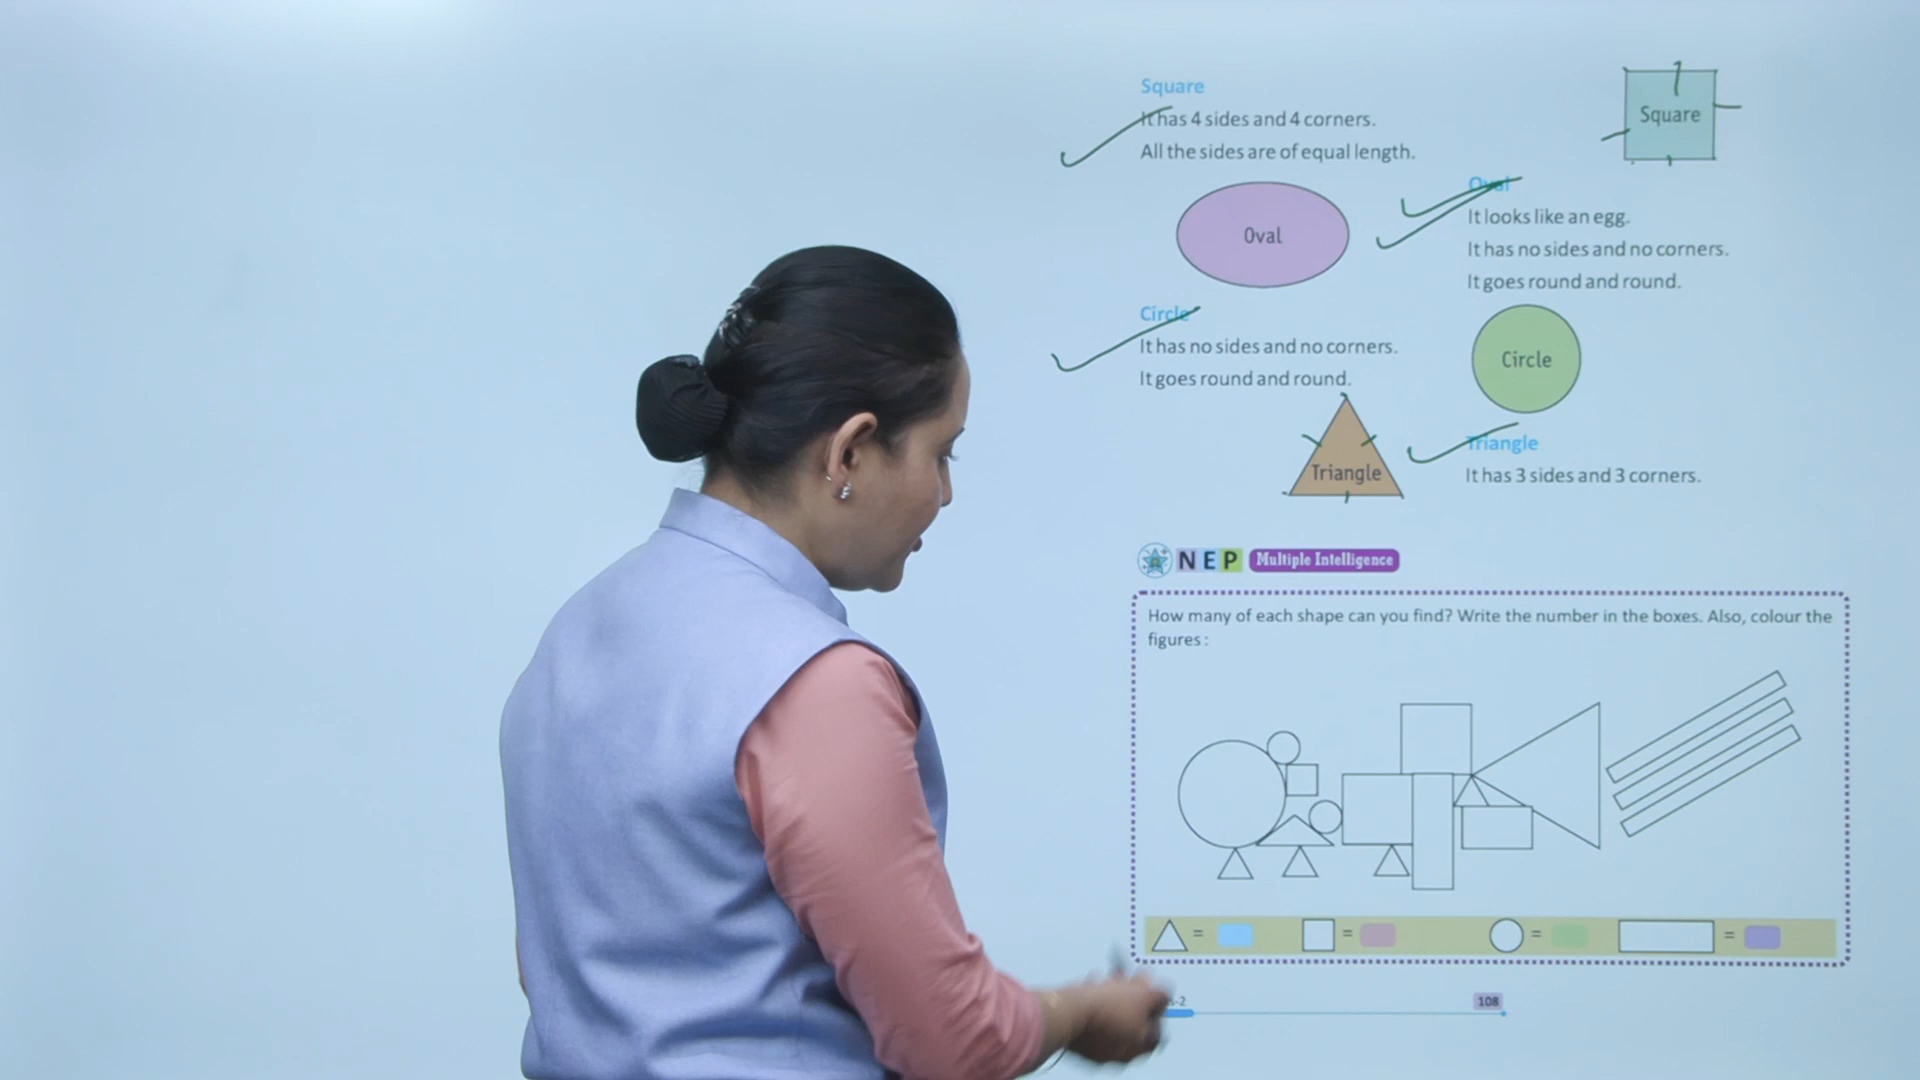 Square
It has 4 sides and 4 corners.
All the sides are of equal length.
Square
Oval
Oval
It looks like an egg.
It has no sides and no corners.
It goes round and round.
Circle
It has no sides and no corners.
It goes round and round.
Circle
Triangle
Triangle
It has 3 sides and 3 corners.
NEP Multiple Intelligence
How many of each shape can you find? Write the number in the boxes. Also, colour the
figures :
= = = =
108